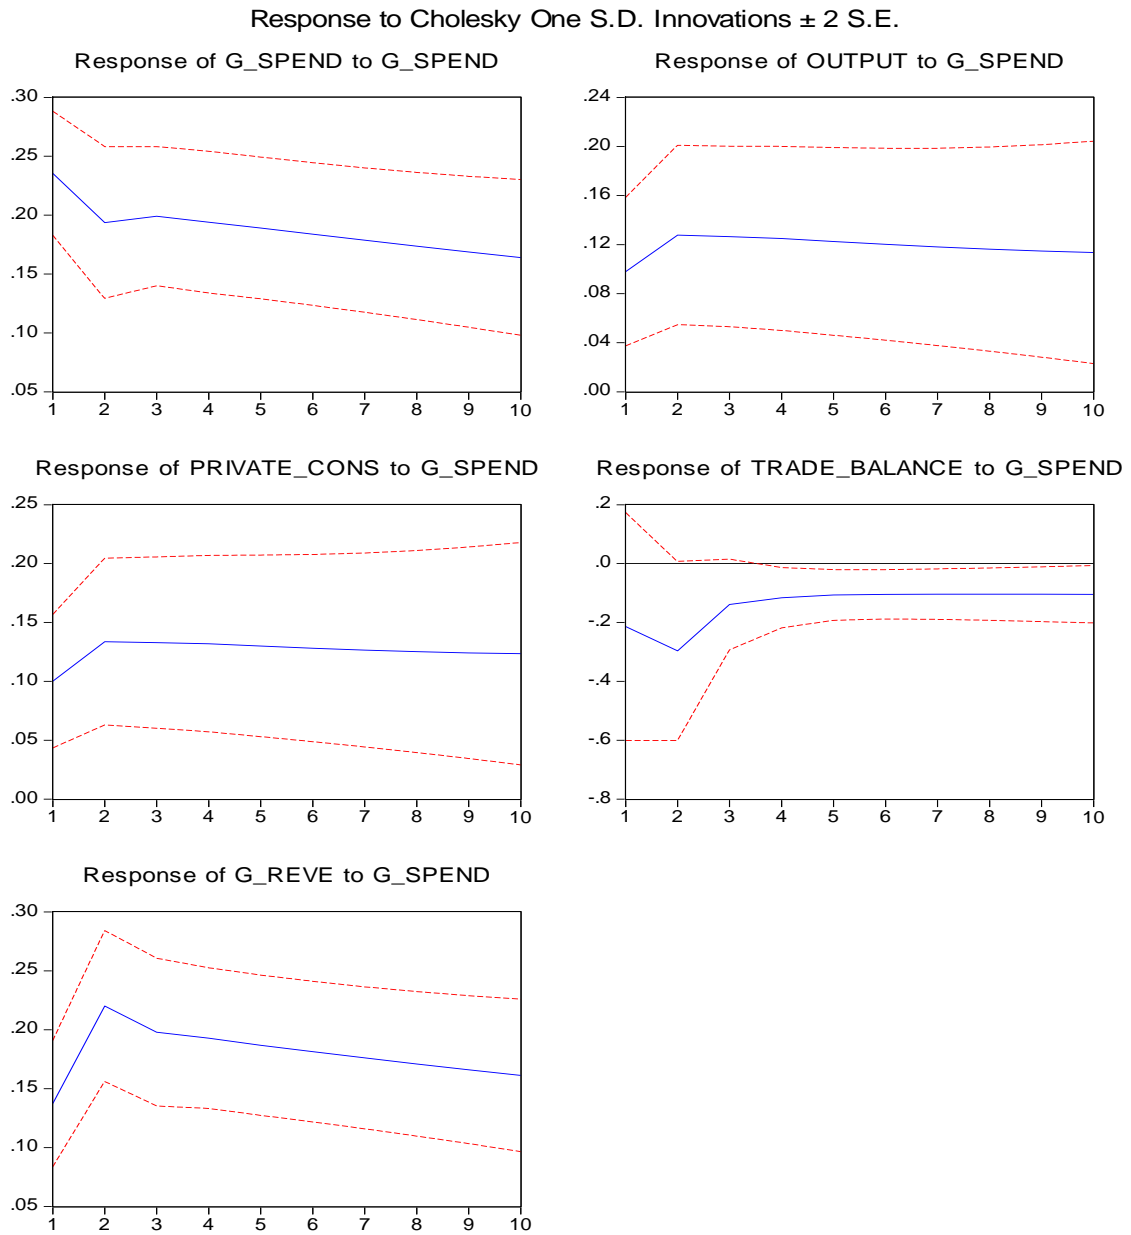 Response to Cholesky One S.D. Innovations ± 2 S.E.
Response of G_SPEND to G_SPEND
.30
.25
.20
.15
.10
.05
1 2 3 4 5 6 7 8 9 10
Response of OUTPUT to G_SPEND
.24
.20
.16
.12
.08
.04
.00
1 2 3 4 5 6 7 8 9 10
Response of PRIVATE_CONS to G_SPEND
.25
.20
.15
.10
.05
.00
1 2 3 4 5 6 7 8 9 10
Response of TRADE_BALANCE to G_SPEND
.2
.0
-.2
-.4
-.6
-.8
1 2 3 4 5 6 7 8 9 10
Response of G_REVE to G_SPEND
.30
.25
.20
.15
.10
.05
1 2 3 4 5 6 7 8 9 10